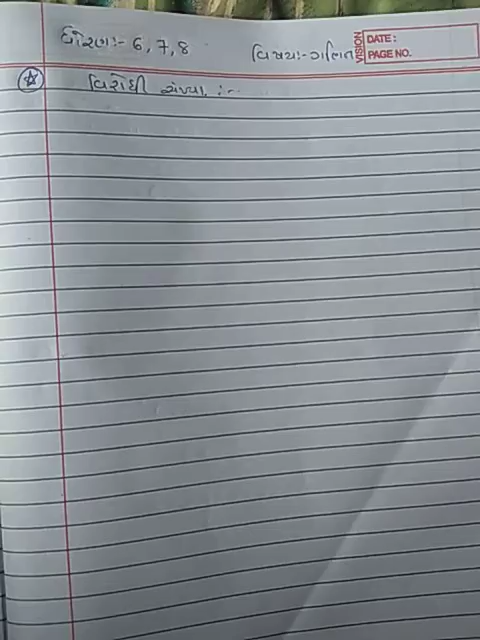 ધોરણ:- 6, 7, 8 વિષય:- ગણિત VISION DATE:
PAGE NO.
વિરોધી સંખ્યા :-